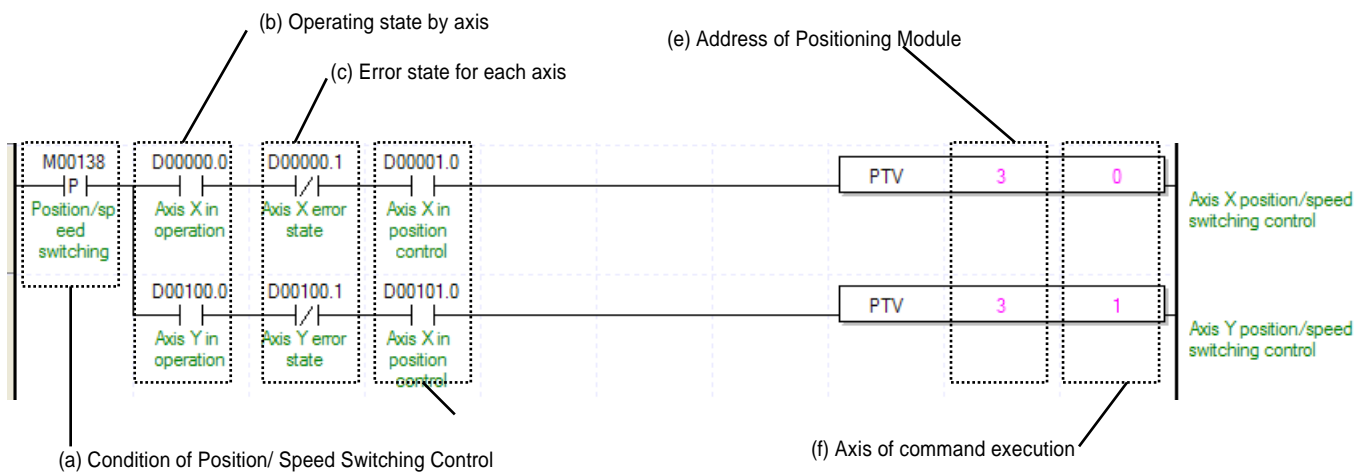 (b) Operating state by axis
(e) Address of Positioning Module
(c) Error state for each axis
M00138
D00000.0
D00000.1
D00001.0
P
PTV 3 0
Position/sp
eed
switching
Axis X in
operation
Axis X error
state
Axis X in
position
control
Axis X position/speed
switching control
D00100.0
D00100.1
D00101.0
PTV 3 1
Axis Y in
operation
Axis Y error
state
Axis X in
position
control
Axis Y position/speed
switching control
(a) Condition of Position/ Speed Switching Control
(f) Axis of command execution